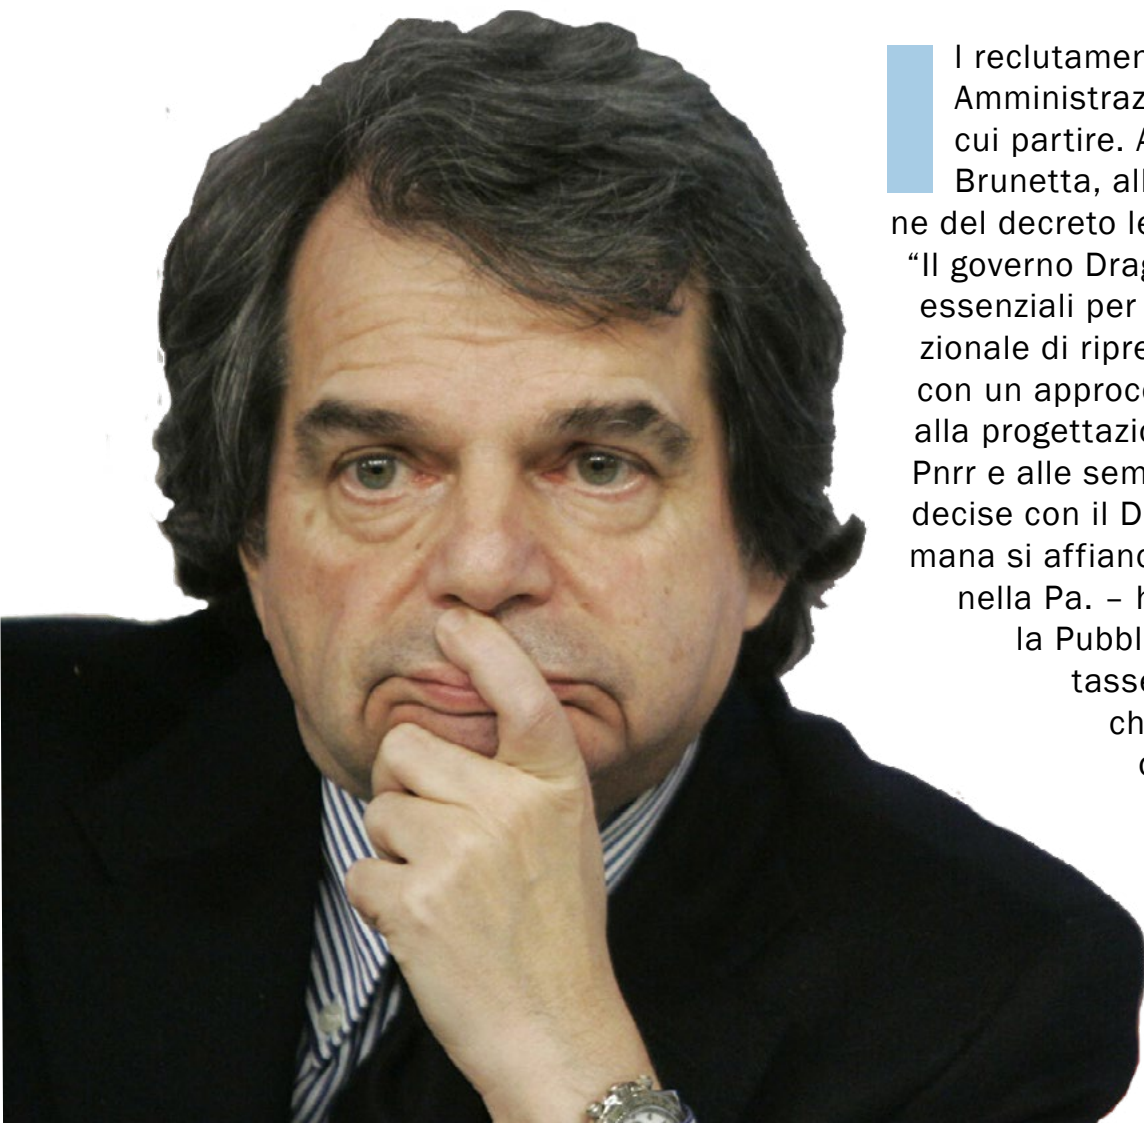 l reclutamen
Amministraz
cui partire. A
Brunetta, all
ne del decreto le
“Il governo Drag
essenziali per
zionale di ripre
con un approcc
alla progettazio
Pnrr e alle sem
decise con il D
mana si affianc
nella Pa. – h
la Pubbl
tasse
ch